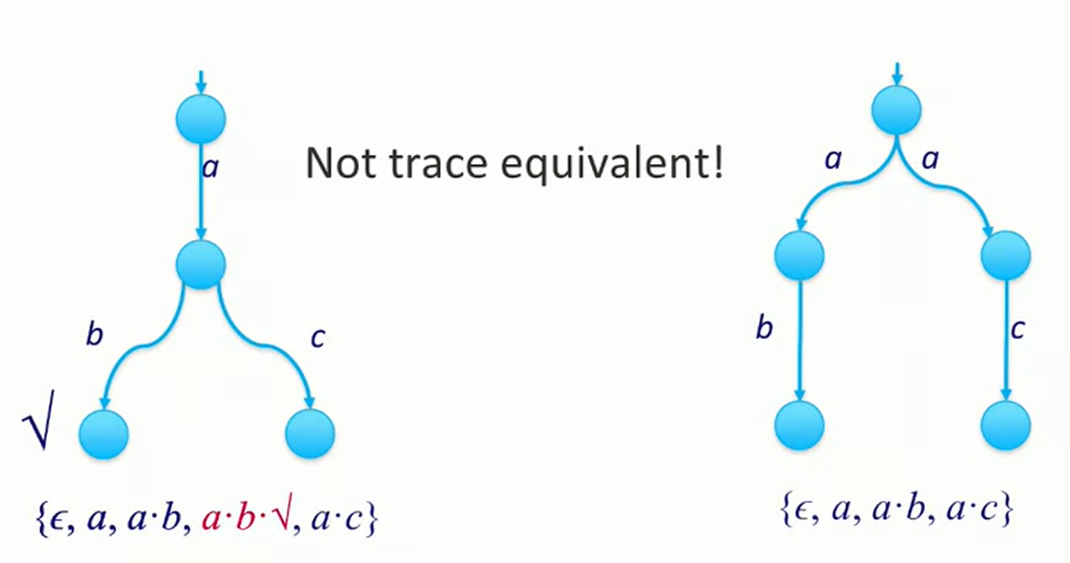 a
a
a
Not trace equivalent!
b
c
b
c
√
{ϵ, a, a·b, a·b·√, a·c}
{ϵ, a, a·b, a·c}